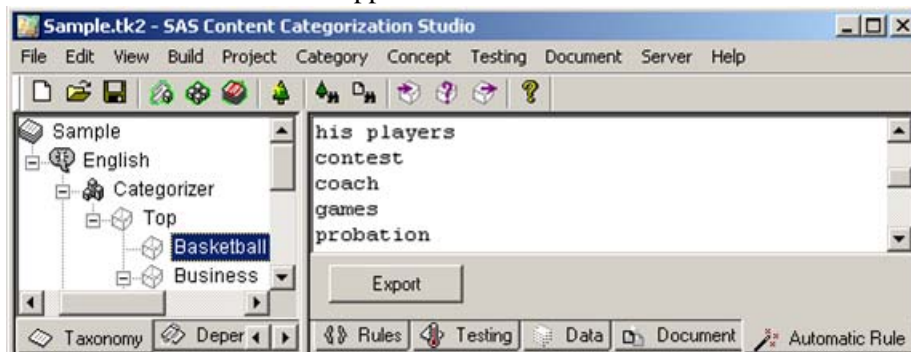 Sample.tk2 - SAS Content Categorization Studio
File Edit View Build Project Category Concept Testing Document Server Help
Sample
English
Categorizer
Top
Basketball
Business
his players
contest
coach
games
probation
Export
Taxonomy Deper
Rules Testing Data Document Automatic Rule